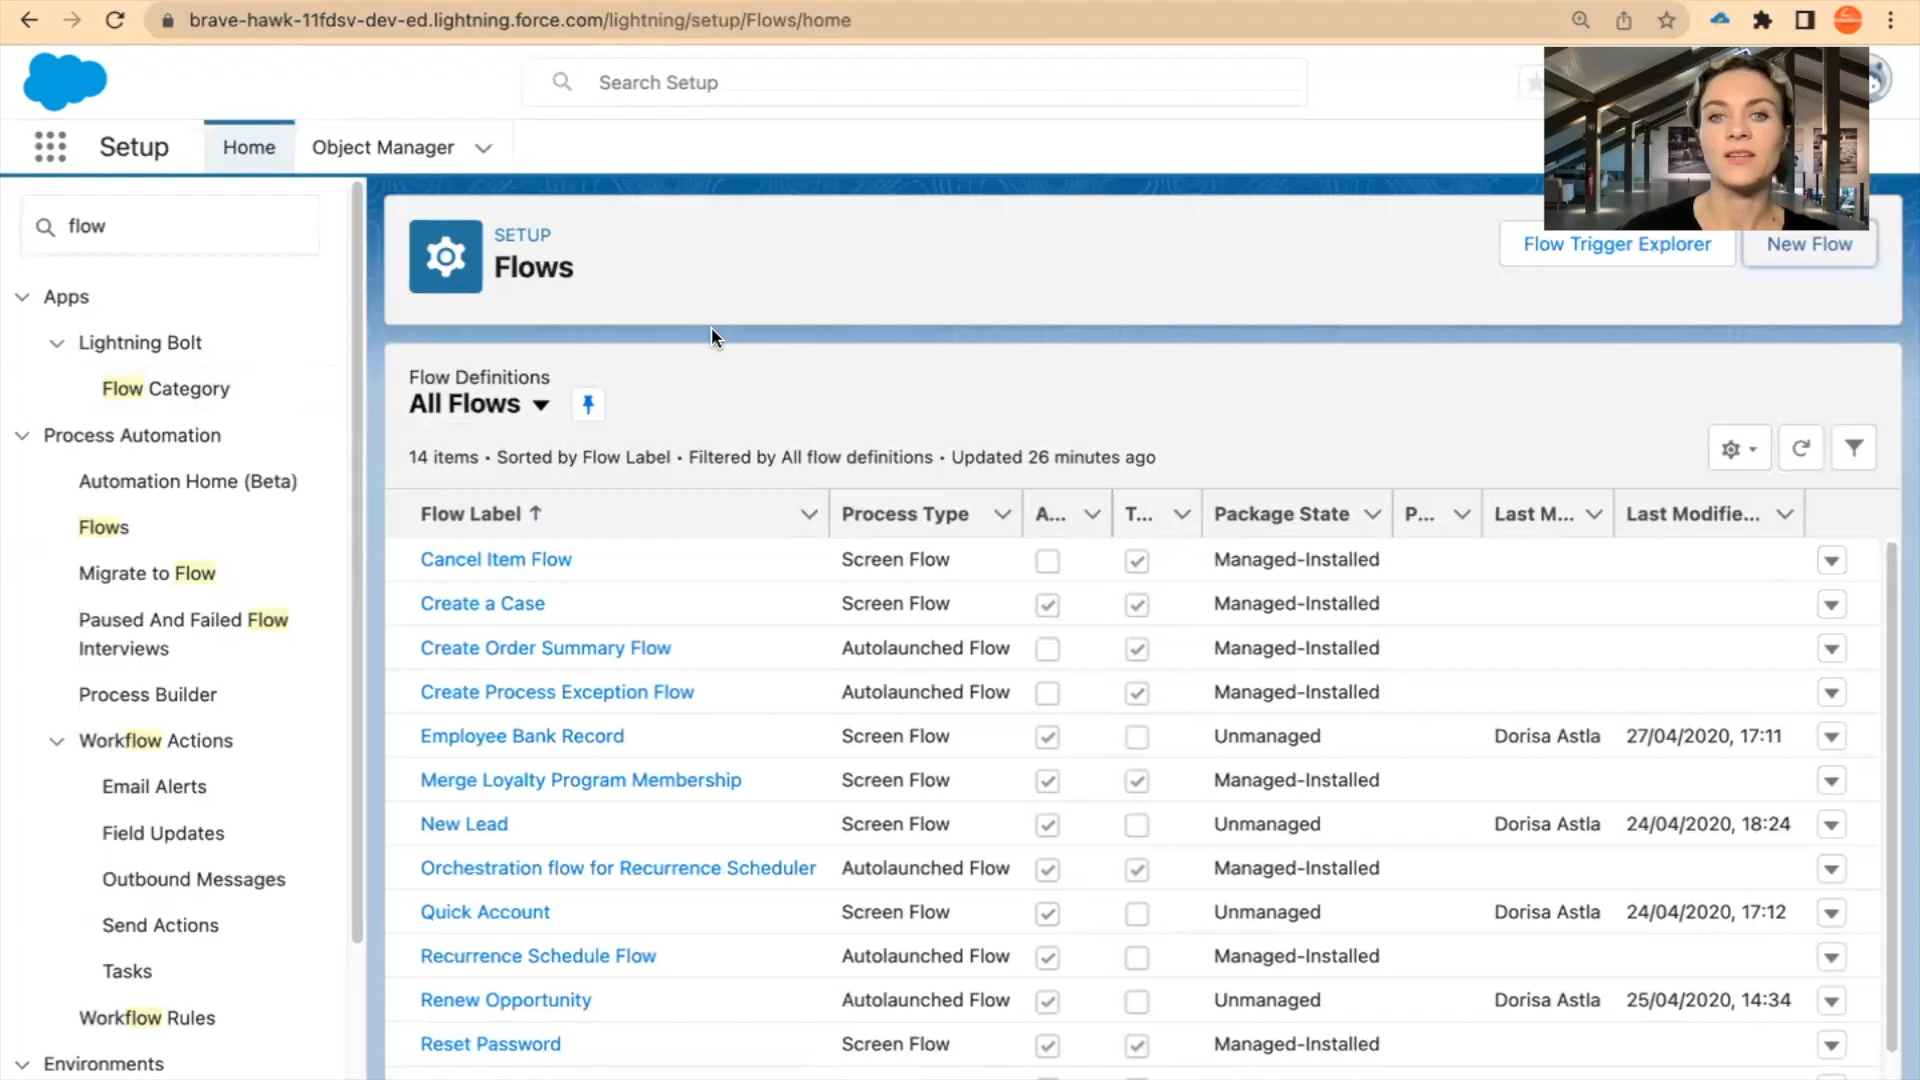 brave-hawk-11fdsv-dev-ed.lightning.force.com/lightning/setup/Flows/home
Search Setup
Setup
Home
Object Manager
flow
SETUP
Flows
Flow Trigger Explorer
New Flow
Apps
Lightning Bolt
Flow Category
Process Automation
Automation Home (Beta)
Flows
Migrate to Flow
Paused And Failed Flow
Interviews
Process Builder
Workflow Actions
Email Alerts
Field Updates
Outbound Messages
Send Actions
Tasks
Workflow Rules
Environments
Flow Definitions
All Flows
14 items • Sorted by Flow Label • Filtered by All flow definitions • Updated 26 minutes ago
Flow Label ↑ Process Type A... T... Package State P... Last M... Last Modifie...
Cancel Item Flow Screen Flow Managed-Installed
Create a Case Screen Flow Managed-Installed
Create Order Summary Flow Autolaunched Flow Managed-Installed
Create Process Exception Flow Autolaunched Flow Managed-Installed
Employee Bank Record Screen Flow Unmanaged Dorisa Astla 27/04/2020, 17:11
Merge Loyalty Program Membership Screen Flow Managed-Installed
New Lead Screen Flow Unmanaged Dorisa Astla 24/04/2020, 18:24
Orchestration flow for Recurrence Scheduler Autolaunched Flow Managed-Installed
Quick Account Screen Flow Unmanaged Dorisa Astla 24/04/2020, 17:12
Recurrence Schedule Flow Autolaunched Flow Managed-Installed
Renew Opportunity Autolaunched Flow Unmanaged Dorisa Astla 25/04/2020, 14:34
Reset Password Screen Flow Managed-Installed